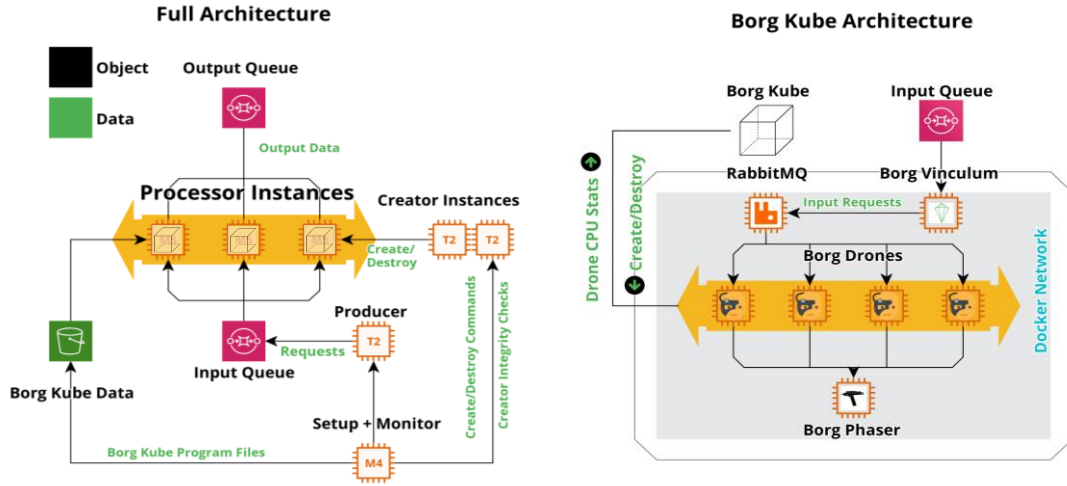 Full Architecture
Object
Data
Output Queue
Output Data
Processor Instances
Creator Instances
T2
T2
Create/
Destroy
Producer
T2
Requests
Input Queue
Borg Kube Data
Create/Destroy Commands
Creator Integrity Checks
Setup + Monitor
Borg Kube Program Files
M4
Borg Kube Architecture
Borg Kube
Input Queue
Drone CPU Stats
Create/Destroy
RabbitMQ
Borg Vinculum
Input Requests
Borg Drones
Docker Network
Borg Phaser